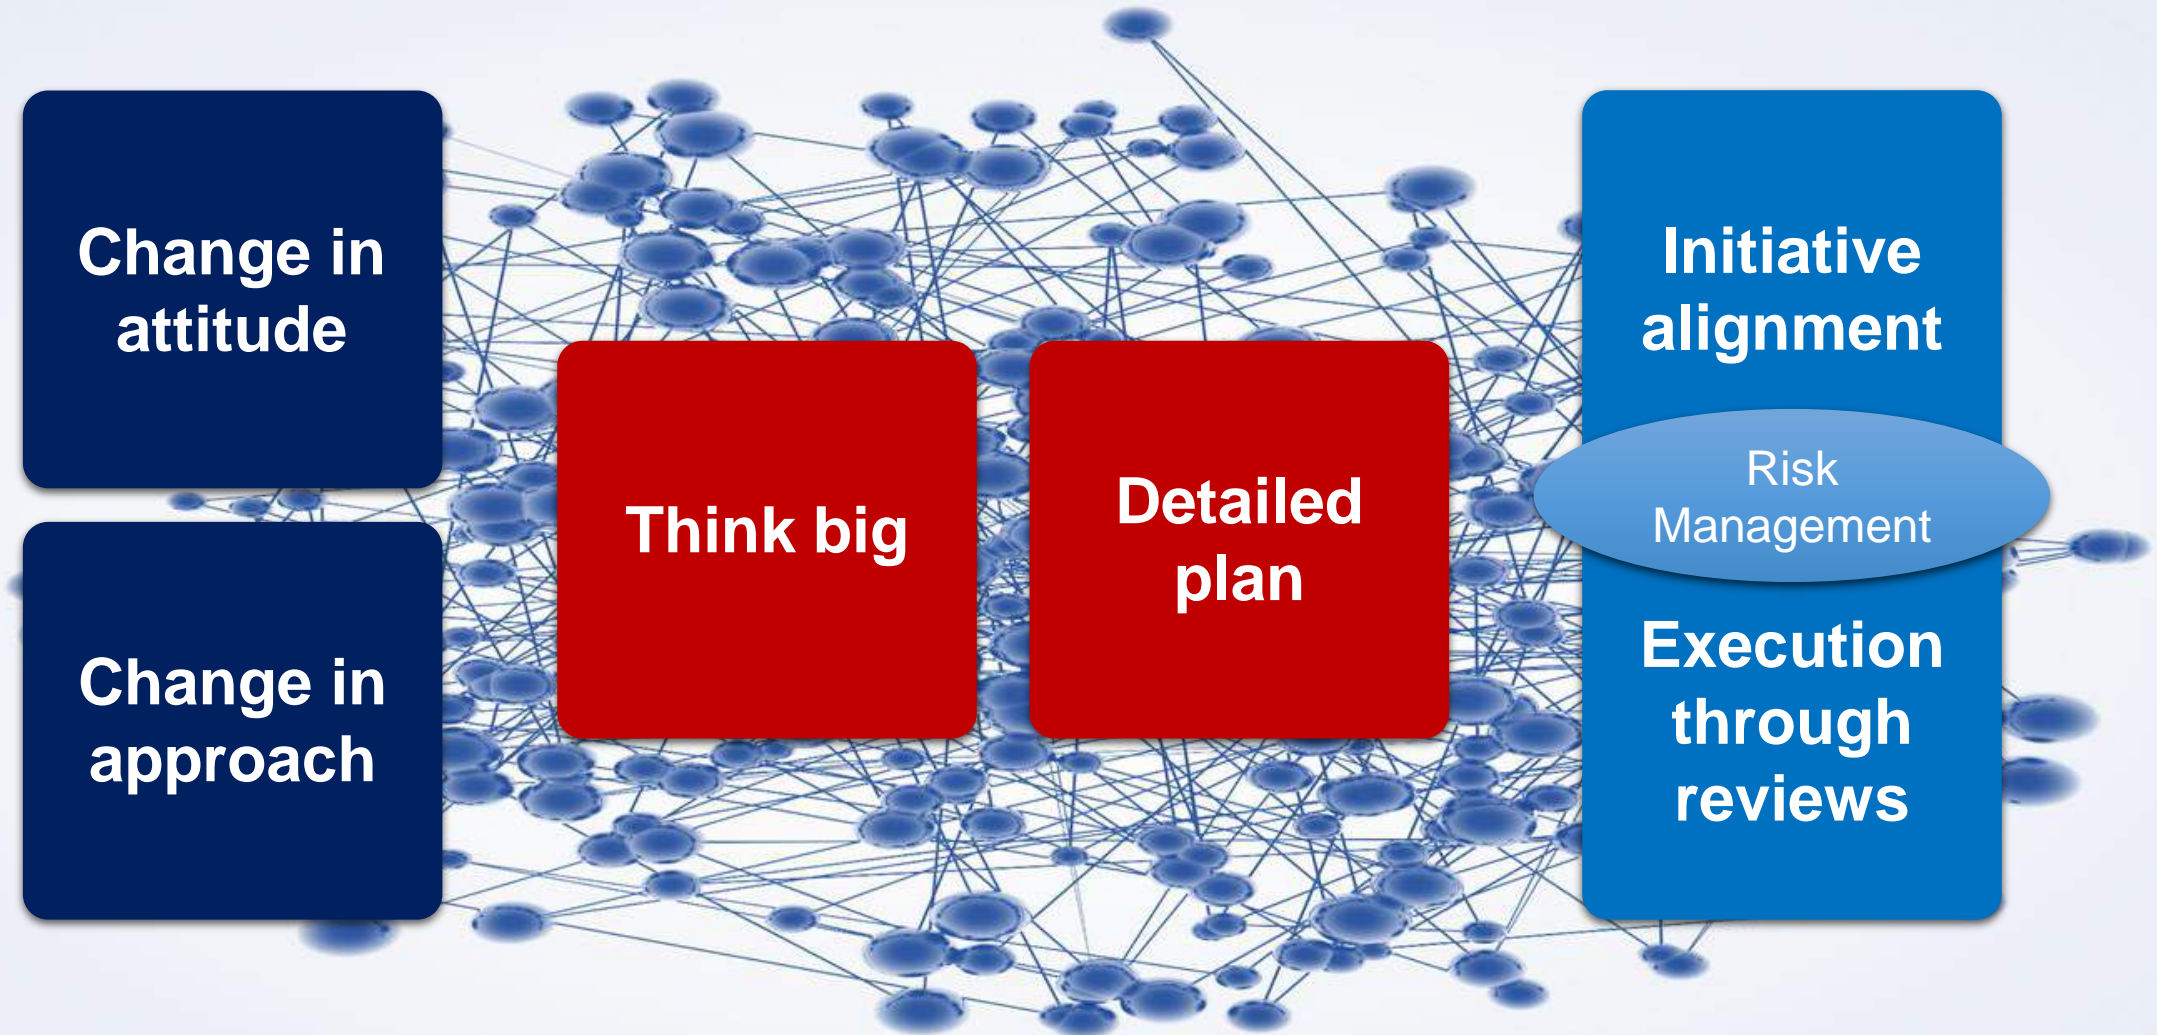 Change in
attitude
Change in
approach
Think big
Detailed
plan
Initiative
alignment
Risk
Management
Execution
through
reviews